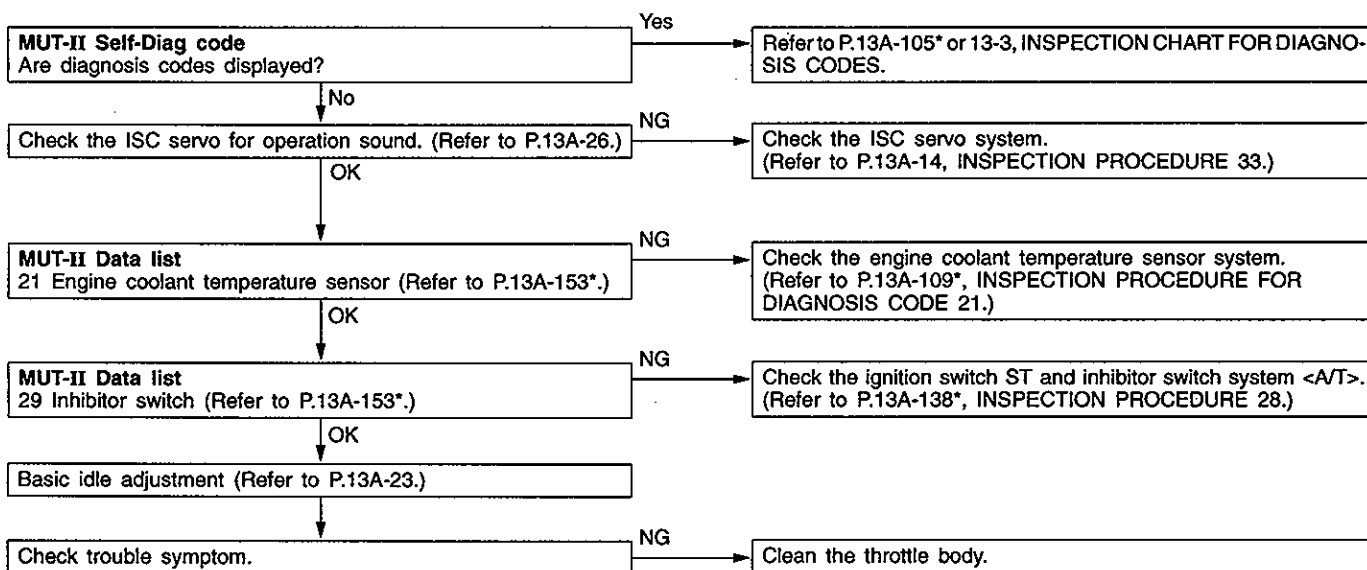 MUT-II Self-Diag code
Are diagnosis codes displayed?
Yes
Refer to P.13A-105* or 13-3, INSPECTION CHART FOR DIAGNO-
SIS CODES.
No
Check the ISC servo for operation sound. (Refer to P.13A-26.)
NG
Check the ISC servo system.
(Refer to P.13A-14, INSPECTION PROCEDURE 33.)
OK
MUT-II Data list
21 Engine coolant temperature sensor (Refer to P.13A-153*.)
NG
Check the engine coolant temperature sensor system.
(Refer to P.13A-109*, INSPECTION PROCEDURE FOR
DIAGNOSIS CODE 21.)
OK
MUT-II Data list
29 Inhibitor switch (Refer to P.13A-153*.)
NG
Check the ignition switch ST and inhibitor switch system <A/T>.
(Refer to P.13A-138*, INSPECTION PROCEDURE 28.)
OK
Basic idle adjustment (Refer to P.13A-23.)
Check trouble symptom.
NG
Clean the throttle body.